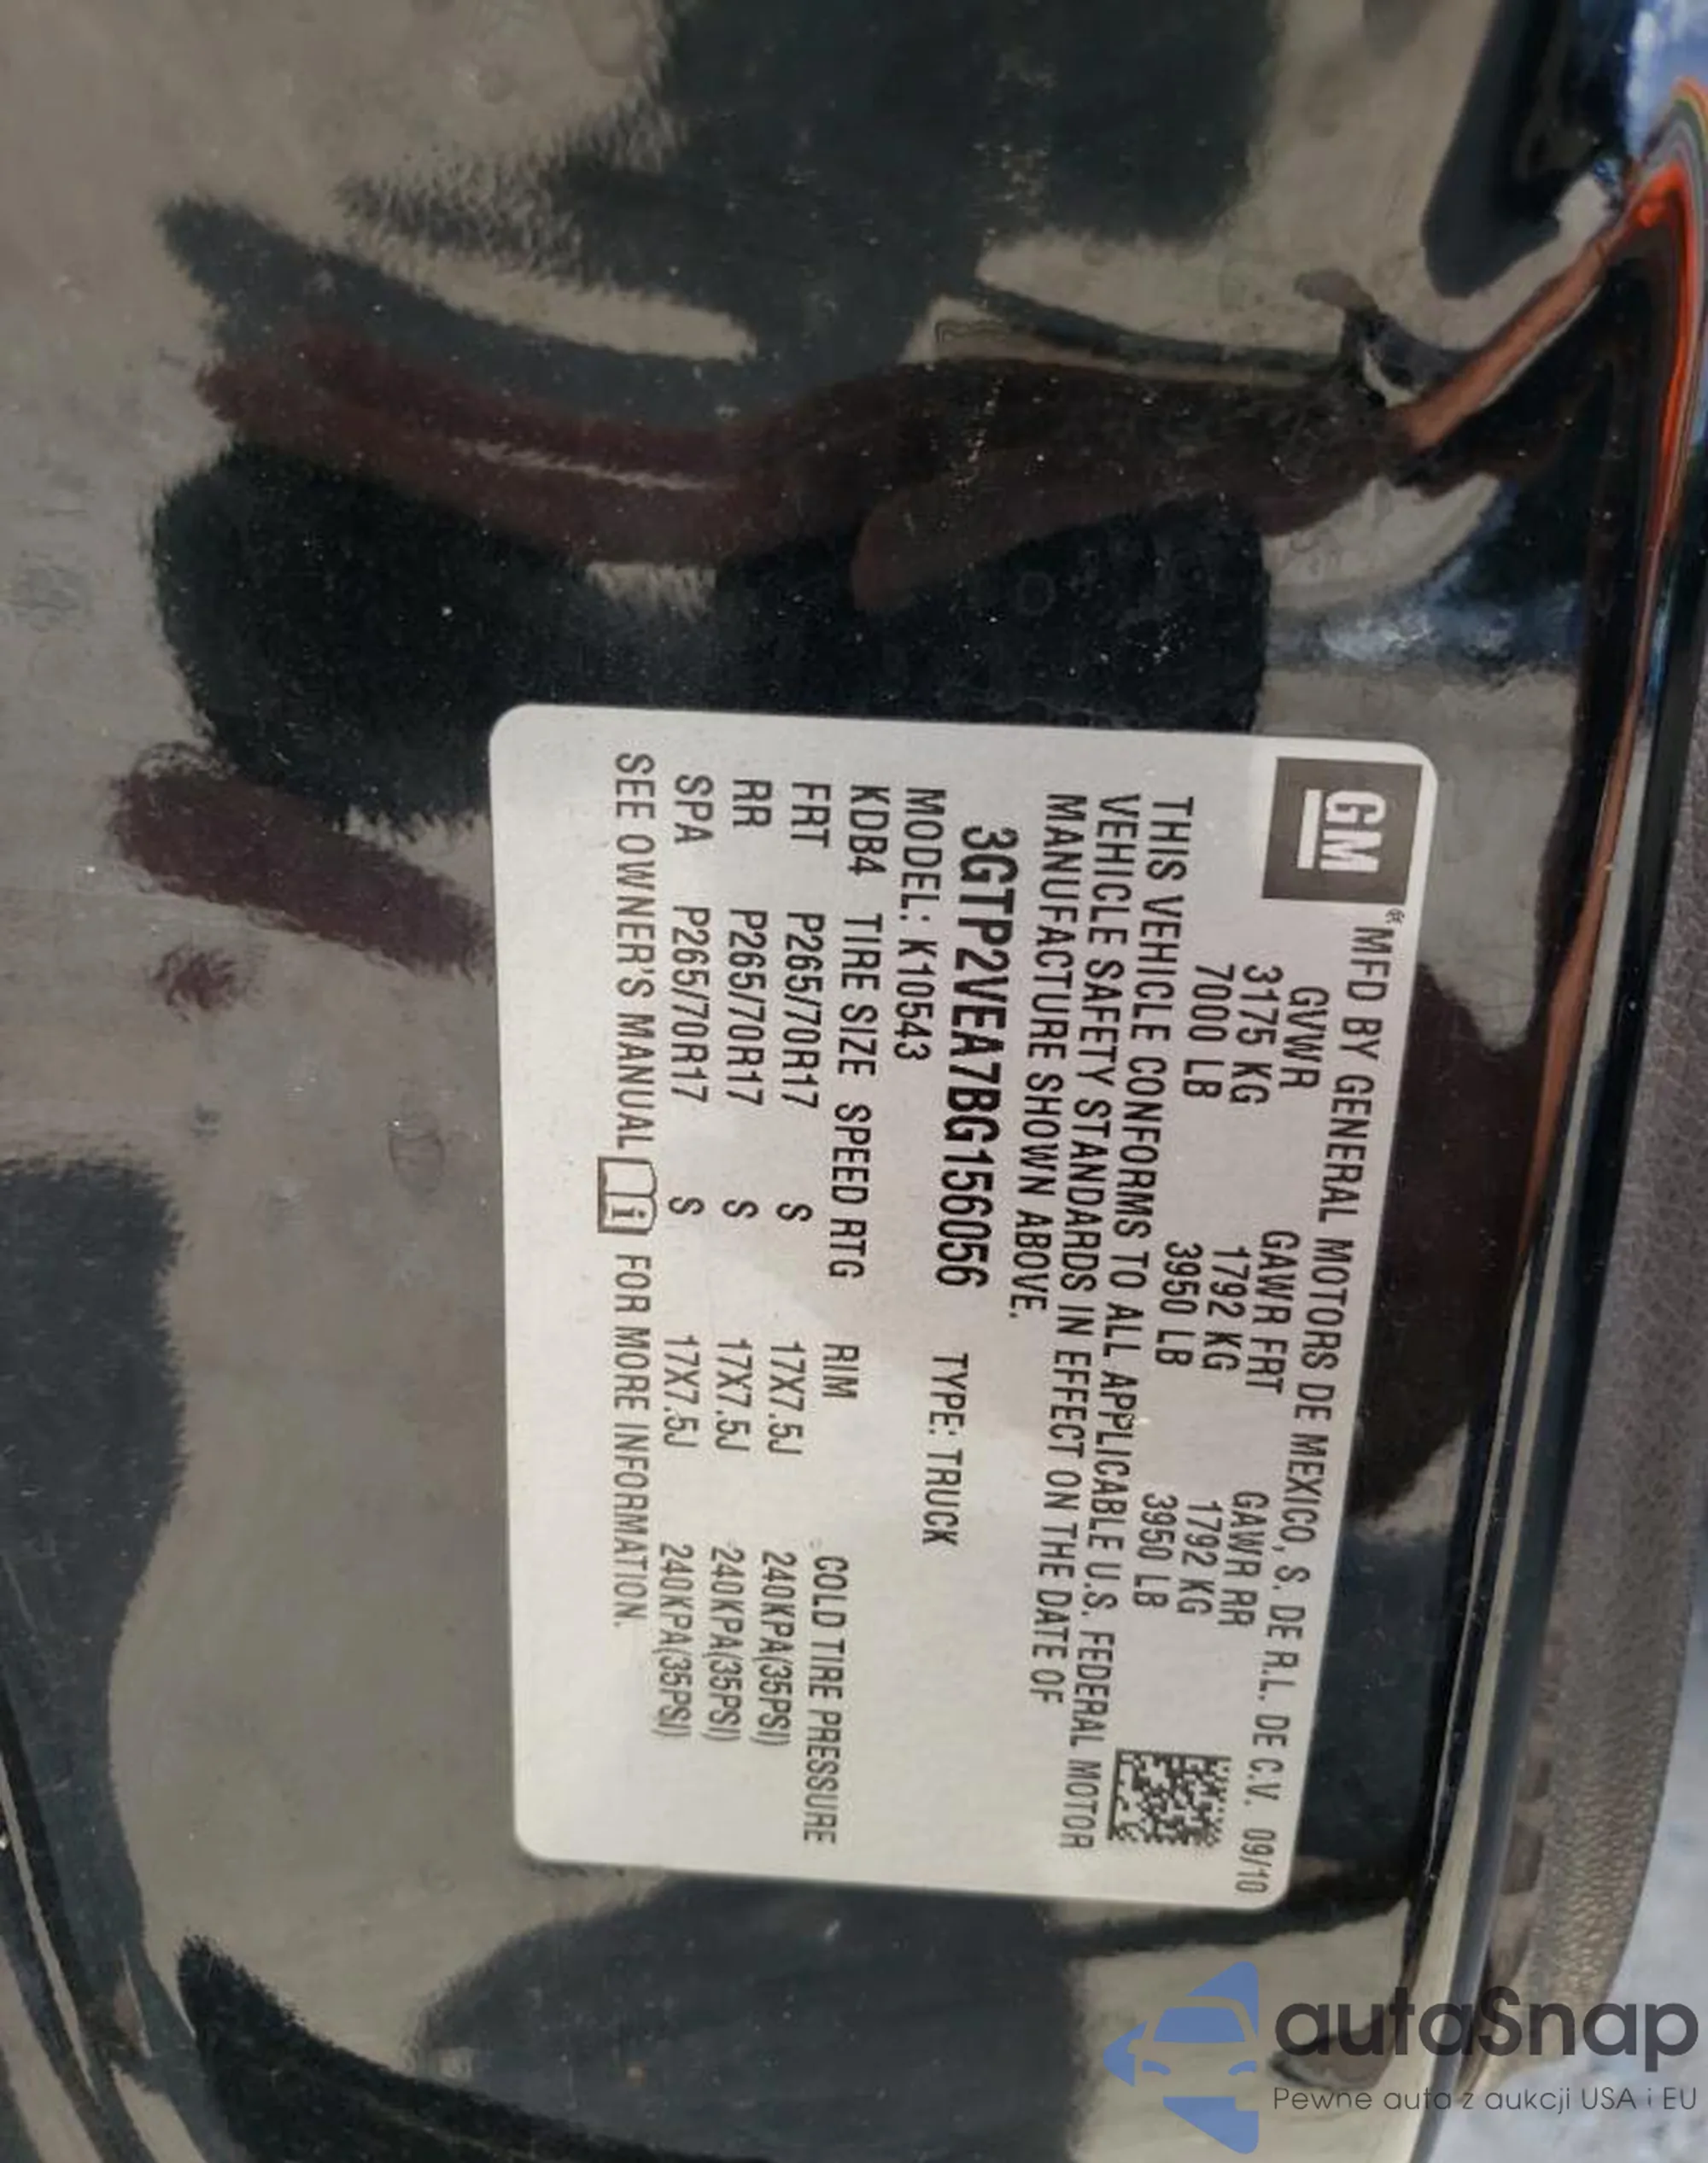 GM® MFD BY GENERAL MOTORS DE MEXICO, S. DE R.L. DE C.V. 09/10
GVWR GAWR FRT GAWR RR
3175 KG 1792 KG 1792 KG
7000 LB 3950 LB 3950 LB
THIS VEHICLE CONFORMS TO ALL APPLICABLE U.S. FEDERAL MOTOR
VEHICLE SAFETY STANDARDS IN EFFECT ON THE DATE OF
MANUFACTURE SHOWN ABOVE.
3GTP2VEA7BG156056 TYPE: TRUCK
MODEL: K10543
KDB4 TIRE SIZE SPEED RTG RIM COLD TIRE PRESSURE
FRT P265/70R17 S 17X7.5J 240KPA(35PSI)
RR P265/70R17 S 17X7.5J 240KPA(35PSI)
SPA P265/70R17 S 17X7.5J 240KPA(35PSI)
SEE OWNER'S MANUAL i FOR MORE INFORMATION.
autaSnap
Pewne auta z aukcji USA i EU